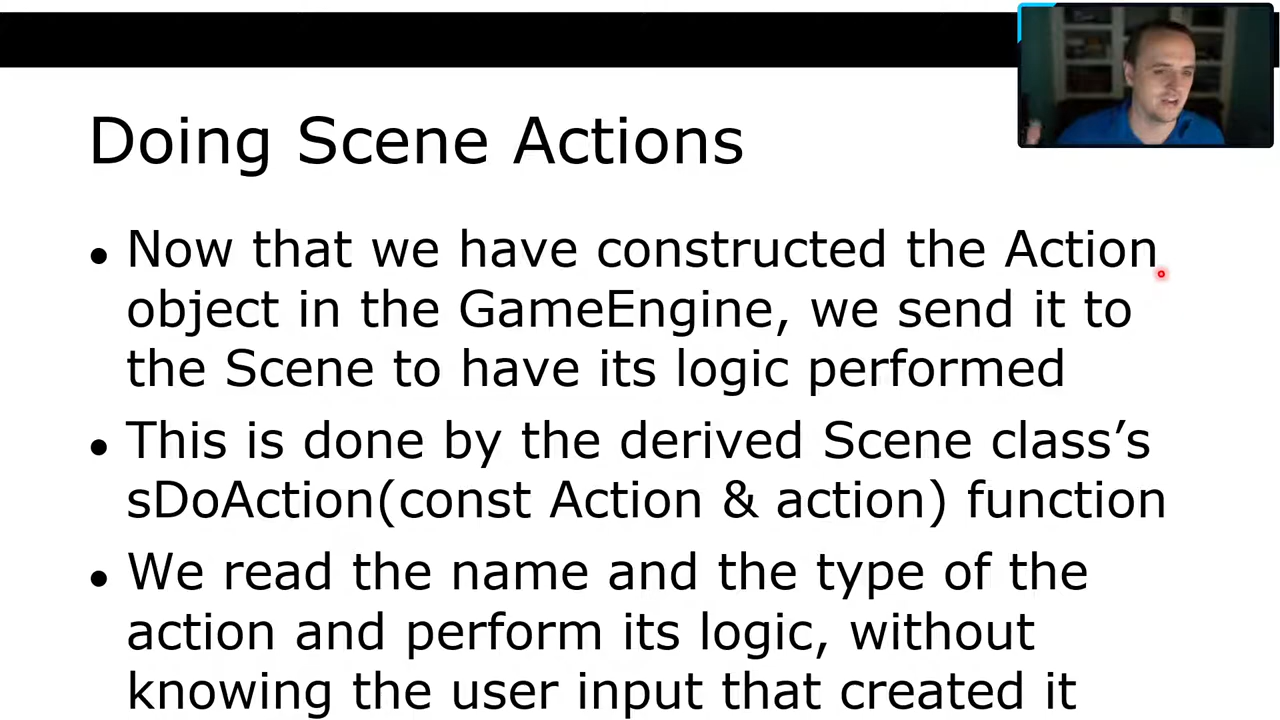 Doing Scene Actions
• Now that we have constructed the Action
object in the GameEngine, we send it to
the Scene to have its logic performed
• This is done by the derived Scene class’s
sDoAction(const Action & action) function
• We read the name and the type of the
action and perform its logic, without
knowing the user input that created it